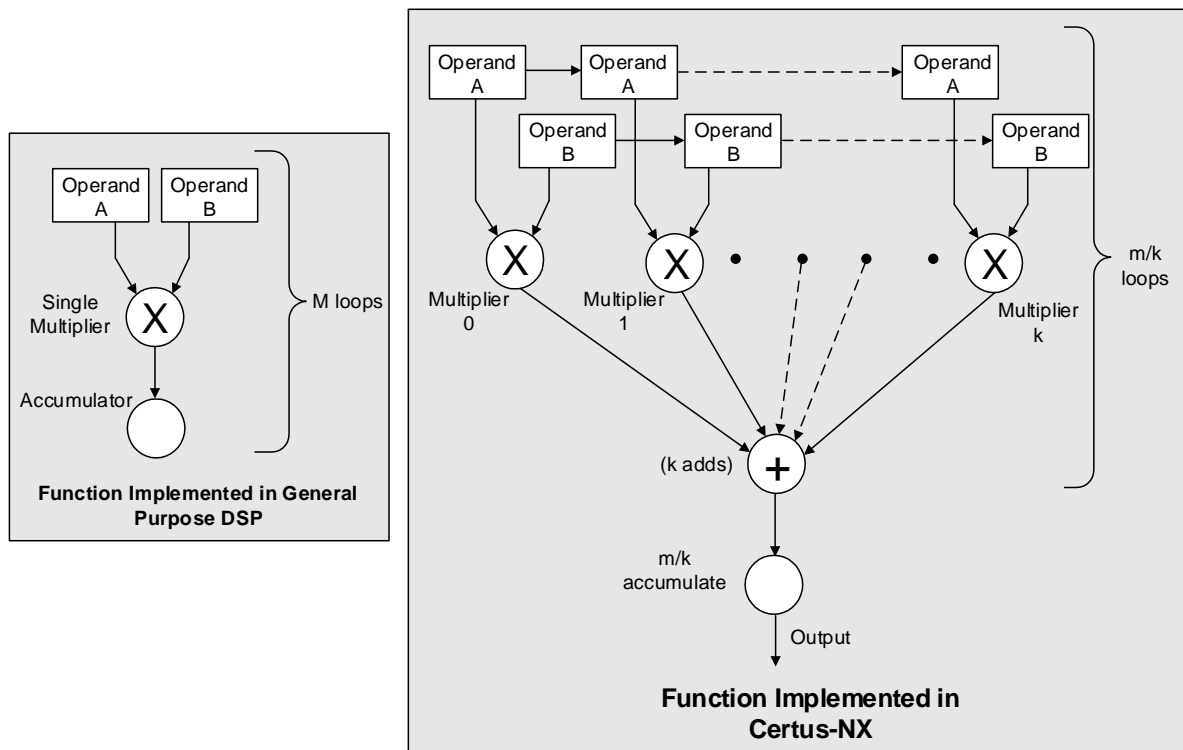 Operand
A
Operand
B
Single
Multiplier
X
M loops
Accumulator
Function Implemented in General
Purpose DSP
Operand
A
Operand
A
Operand
A
Operand
B
Operand
B
Operand
B
X
X
X
Multiplier
0
Multiplier
1
Multiplier
k
m/k
loops
(k adds)
+
m/k
accumulate
Output
Function Implemented in
Certus-NX